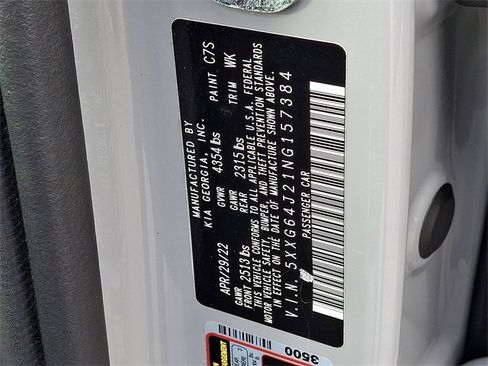 MANUFACTURED BY
KIA GEORGIA, INC. PAINT C7S
APR/29/22 GVWR 4354 lbs TRIM WK
GAWR GAWR
FRONT 2513 lbs REAR 2315 lbs
THIS VEHICLE CONFORMS TO ALL APPLICABLE U.S.A. FEDERAL
MOTOR VEHICLE SAFETY, BUMPER, AND THEFT PREVENTION STANDARDS
IN EFFECT ON THE DATE OF MANUFACTURE SHOWN ABOVE.
V.I.N. 5XXG64J21NG157384
PASSENGER CAR
3500